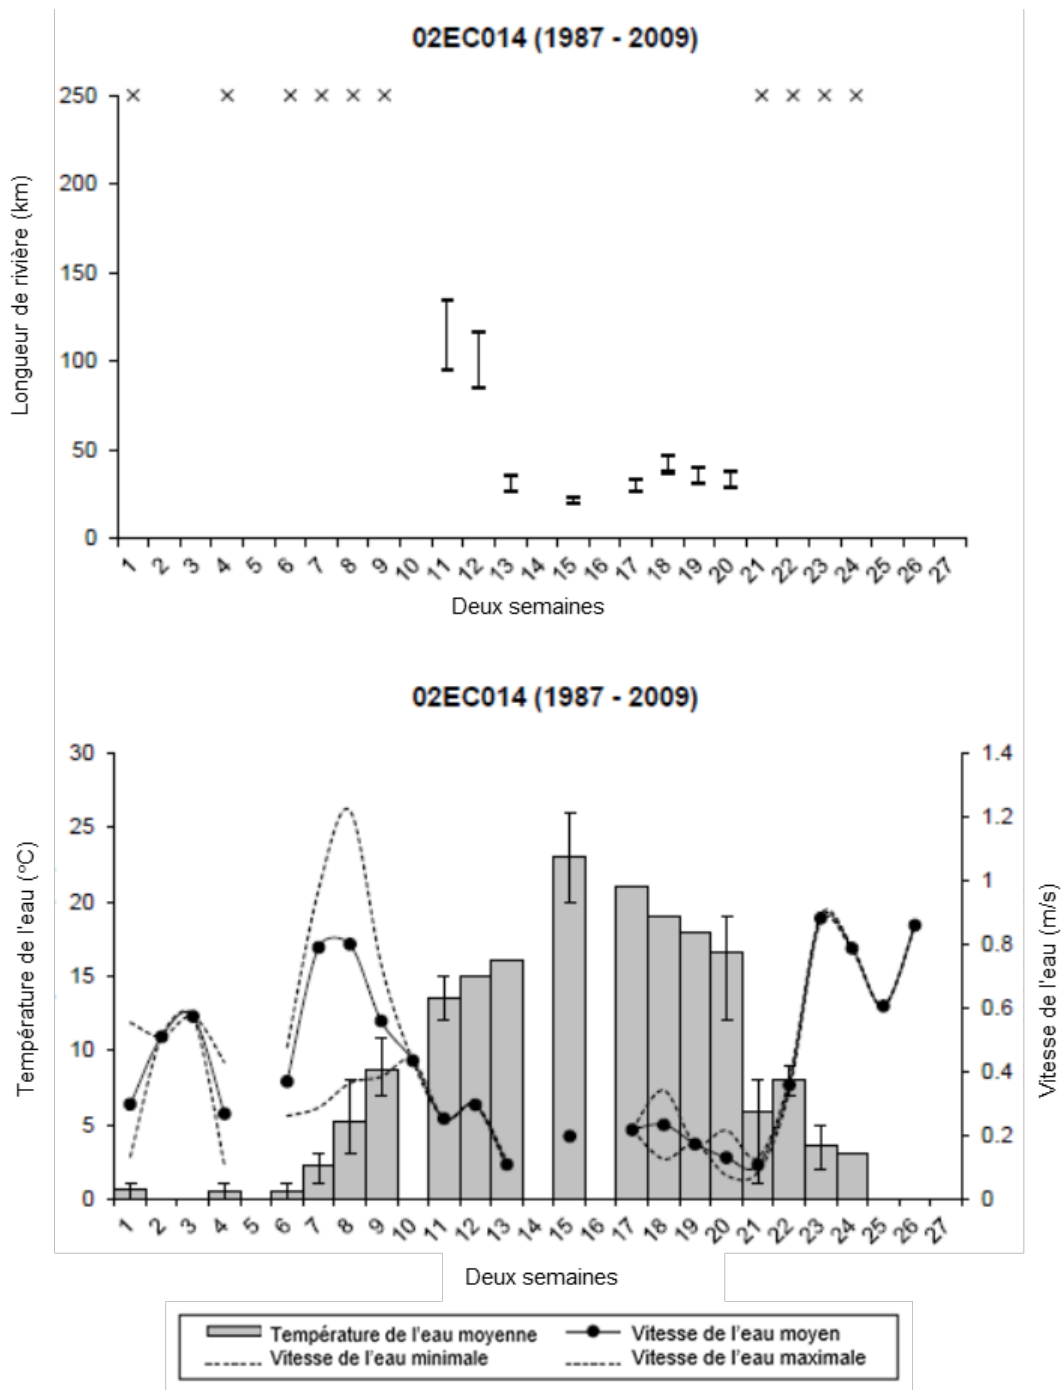 02EC014 (1987 - 2009)
Longueur de rivière (km)
250
200
150
100
50
0
1 2 3 4 5 6 7 8 9 10 11 12 13 14 15 16 17 18 19 20 21 22 23 24 25 26 27
Deux semaines
02EC014 (1987 - 2009)
Température de l'eau (°C)
30
25
20
15
10
5
0
1.4
1.2
1
0.8
0.6
0.4
0.2
0
Vitesse de l'eau (m/s)
1 2 3 4 5 6 7 8 9 10 11 12 13 14 15 16 17 18 19 20 21 22 23 24 25 26 27
Deux semaines
Température de l'eau moyenne
Vitesse de l'eau moyen
Vitesse de l'eau minimale
Vitesse de l'eau maximale